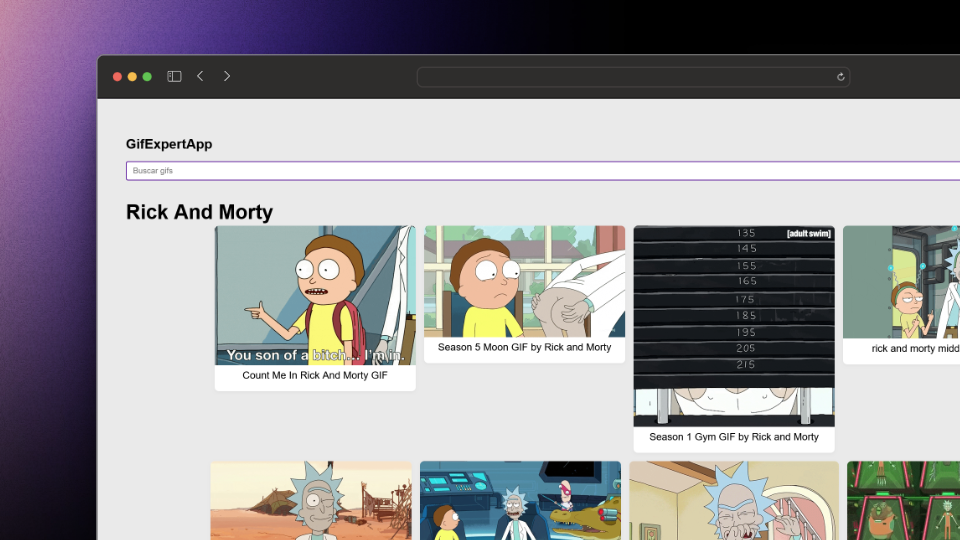 GifExpertApp
Buscar gifs
Rick And Morty
You son of a bitch... I'm in.
Count Me In Rick And Morty GIF
Season 5 Moon GIF by Rick and Morty
135
[adult swim]
145
155
165
175
185
195
205
215
Season 1 Gym GIF by Rick and Morty
rick and morty midd